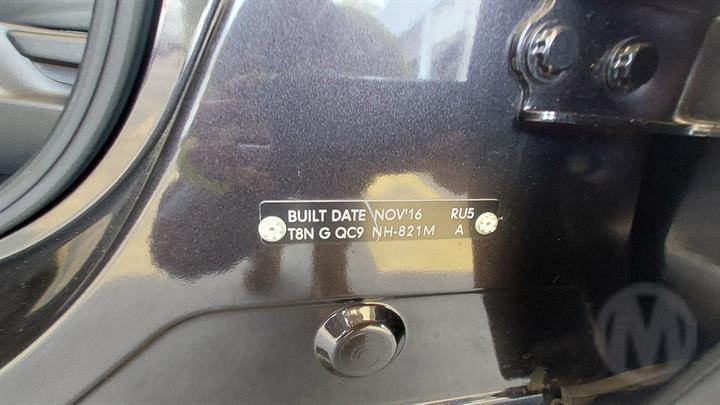 BUILT DATE NOV'16 RU5
T8N G QC9 NH-821M A
M